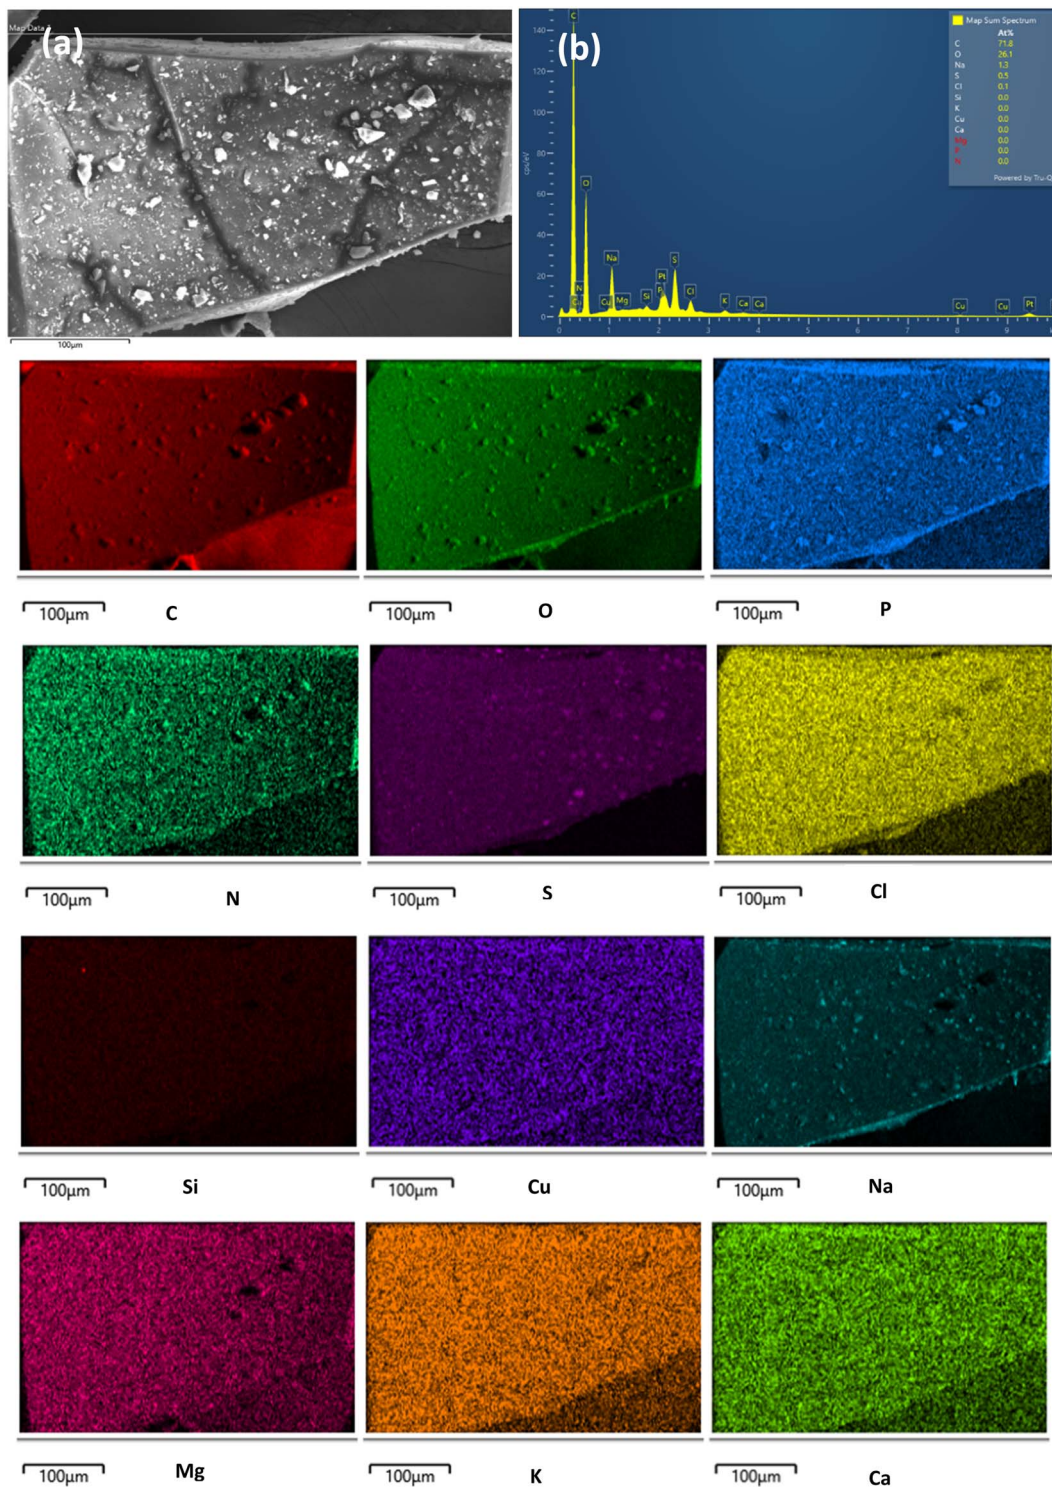 Map Data
(a)
100µm
(b)
Map Sum Spectrum
At%
C 71.8
O 26.1
Na 1.3
S 0.5
Cl 0.1
Si 0.0
K 0.0
Cu 0.0
Ca 0.0
Mg 0.0
P 0.0
N 0.0
Powered by Tru-Q
cps/eV
140
120
100
80
60
40
20
0
C
O
N
Cu
Na
Cu
Mg
Si
Pt
P
S
Cl
K
Ca
Ca
Cu
Cu
Pt
0 1 2 3 4 5 6 7 8 9
100µm C
100µm O
100µm P
100µm N
100µm S
100µm Cl
100µm Si
100µm Cu
100µm Na
100µm Mg
100µm K
100µm Ca